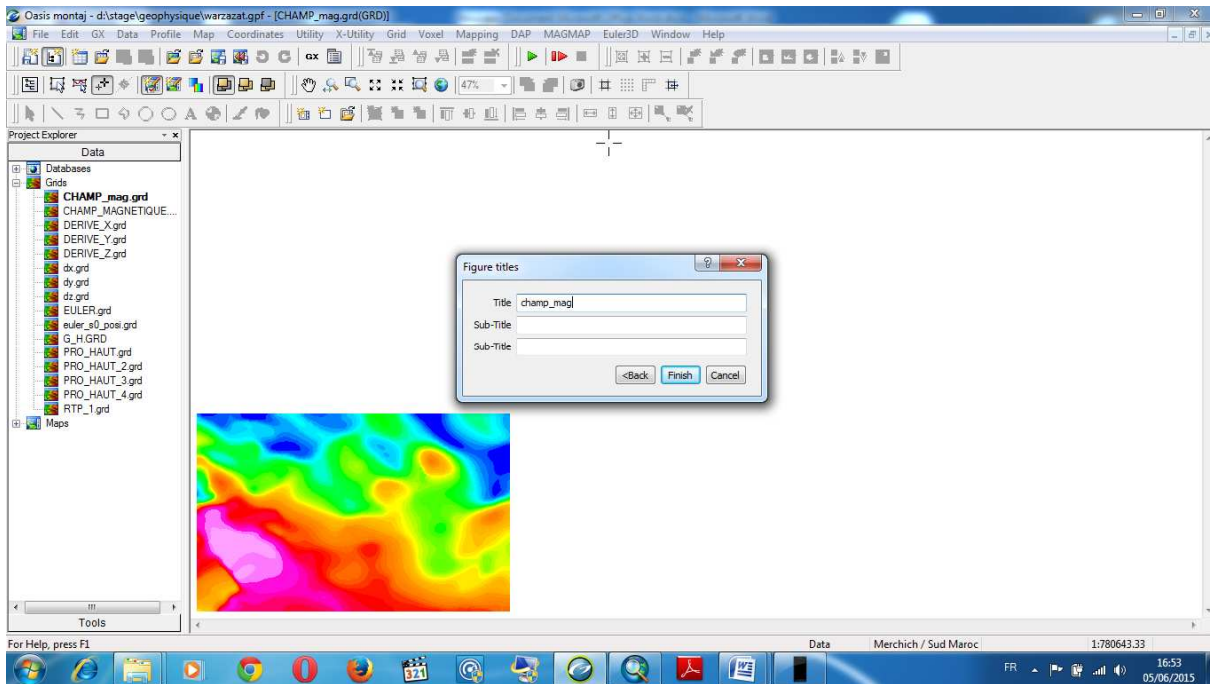 Oasis montaj - d:\stage\geophysique\warzazat.gpf - [CHAMP_mag.grd(GRD)]
File Edit GX Data Profile Map Coordinates Utility X-Utility Grid Voxel Mapping DAP MAGMAP Euler3D Window Help
GX
47%
Project Explorer
Data
Databases
Grids
CHAMP_mag.grd
CHAMP_MAGNETIQUE....
DERIVE_X.grd
DERIVE_Y.grd
DERIVE_Z.grd
dx.grd
dy.grd
dz.grd
EULER.grd
euler_s0_posi.grd
G_H.GRD
PRO_HAUT.grd
PRO_HAUT_2.grd
PRO_HAUT_3.grd
PRO_HAUT_4.grd
RTP_1.grd
Maps
Tools
Figure titles
Title champ_mag
Sub-Title
Sub-Title
<Back Finish Cancel
For Help, press F1
Data Merchich / Sud Maroc 1:780643.33
321
FR 16:53
05/06/2015